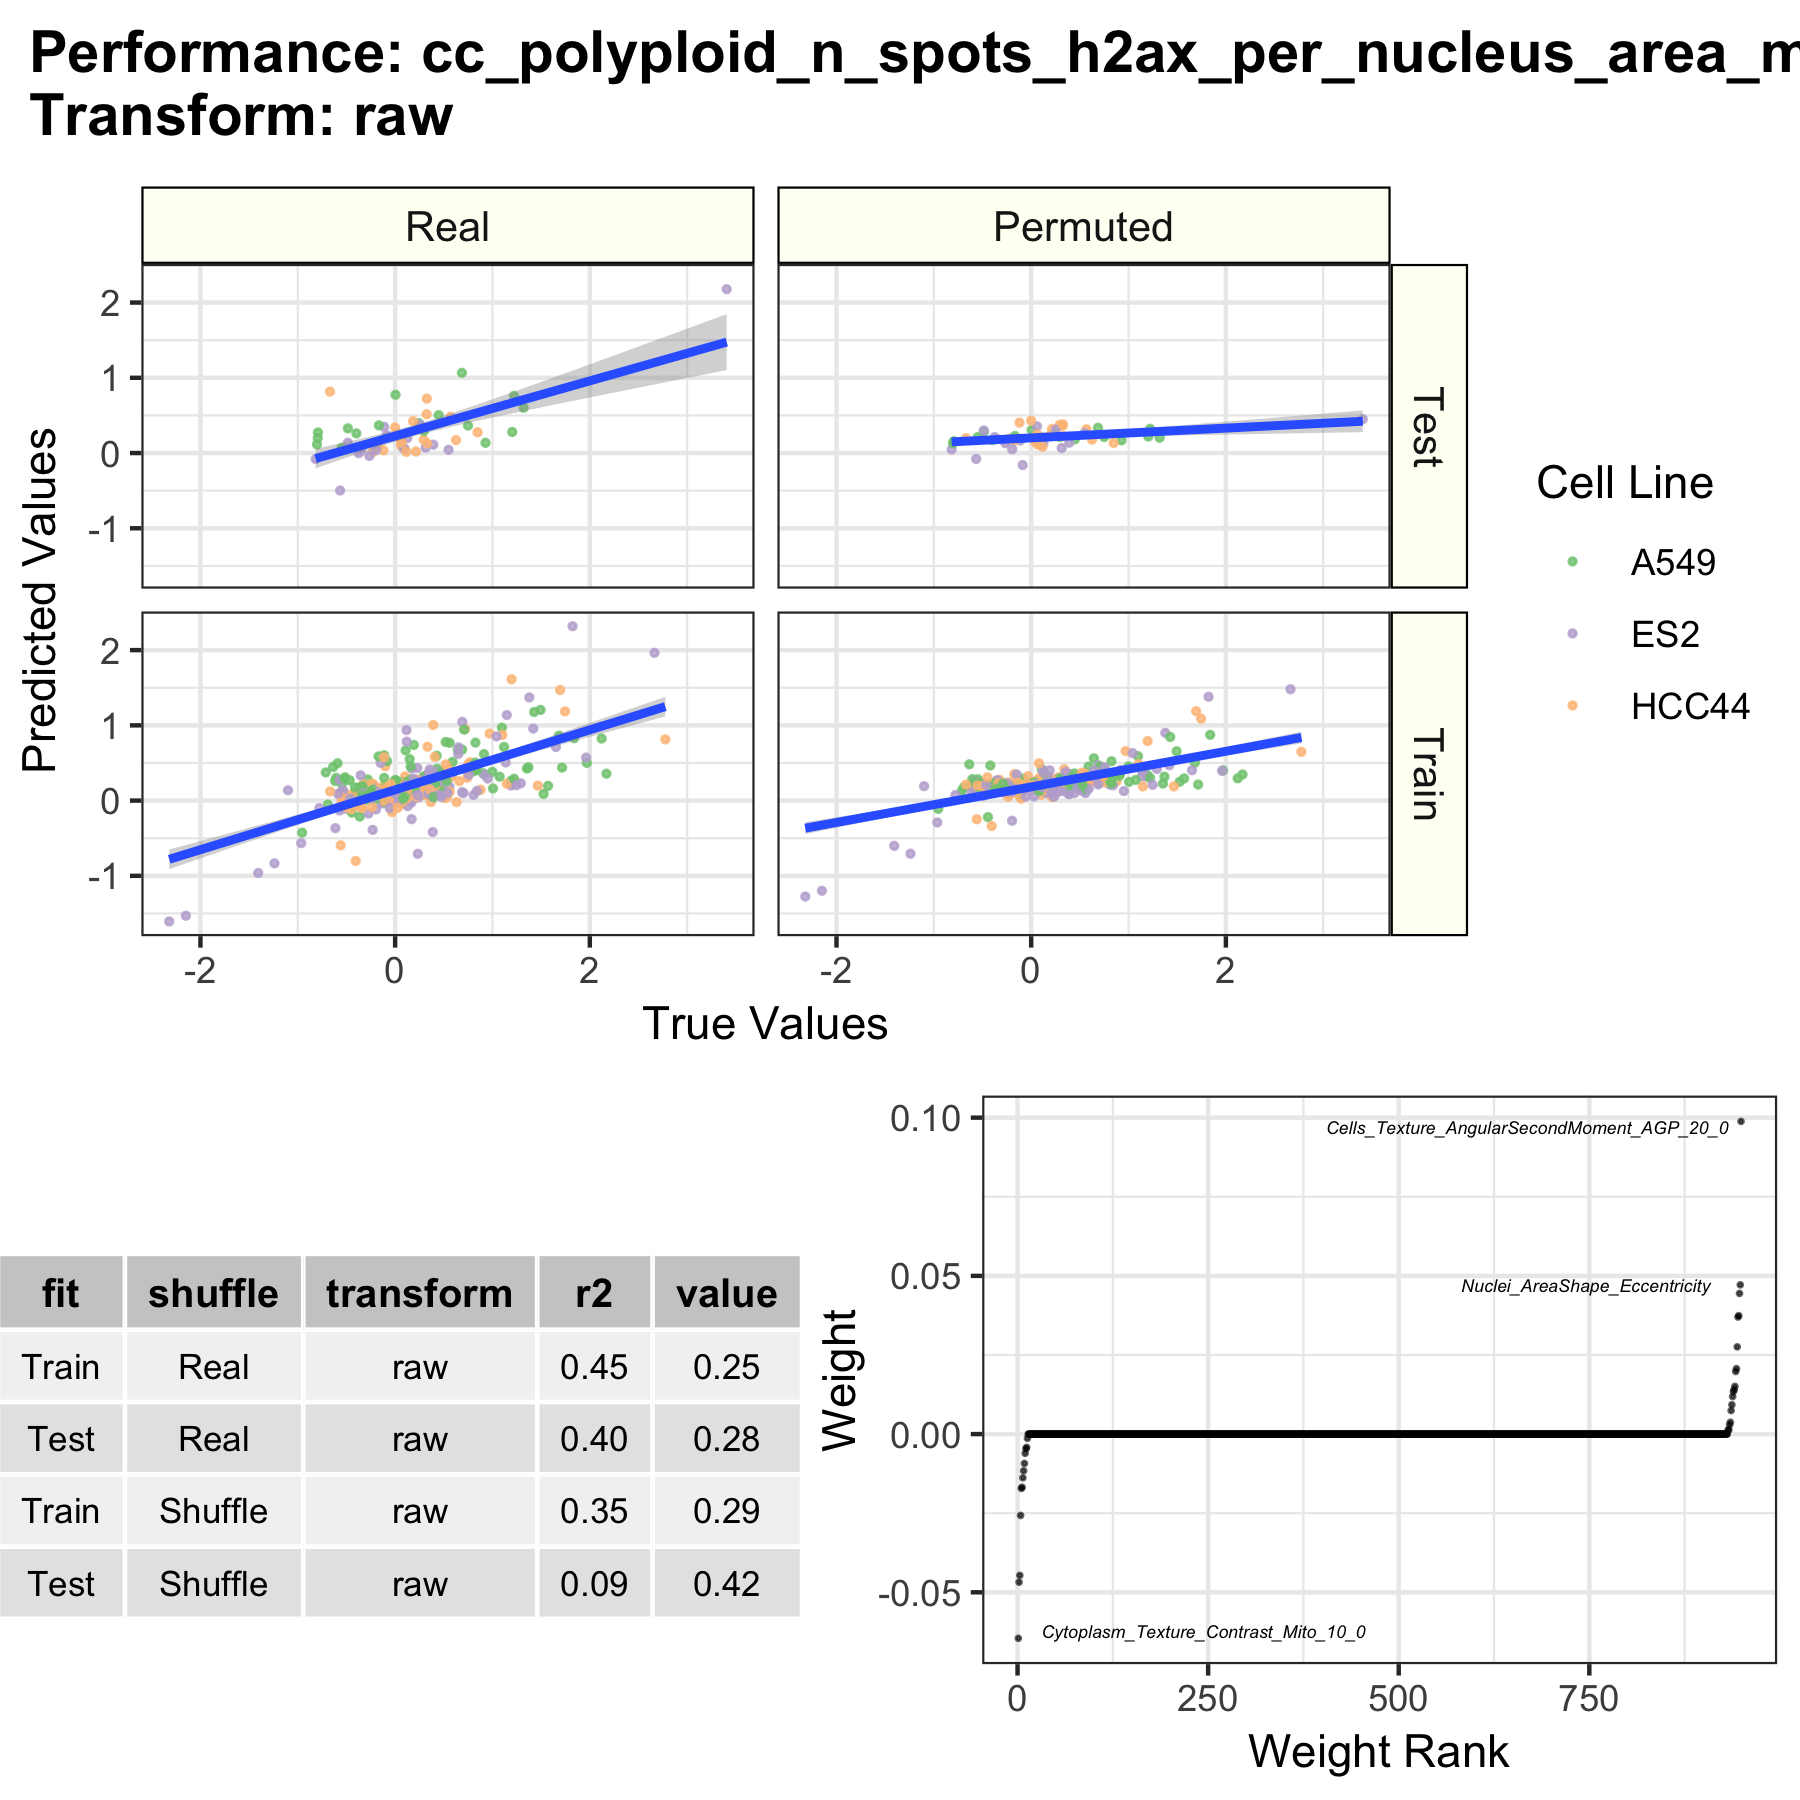 Performance: cc_polyploid_n_spots_h2ax_per_nucleus_area_m
Transform: raw
Real
Permuted
2
1
0
-1
Test
2
1
0
-1
Train
-2
0
2
-2
0
2
Predicted Values
True Values
Cell Line
A549
ES2
HCC44
fit shuffle transform r2 value
Train Real raw 0.45 0.25
Test Real raw 0.40 0.28
Train Shuffle raw 0.35 0.29
Test Shuffle raw 0.09 0.42
Weight
0.10
0.05
0.00
-0.05
Cells_Texture_AngularSecondMoment_AGP_20_0
Nuclei_AreaShape_Eccentricity
Cytoplasm_Texture_Contrast_Mito_10_0
0
250
500
750
Weight Rank